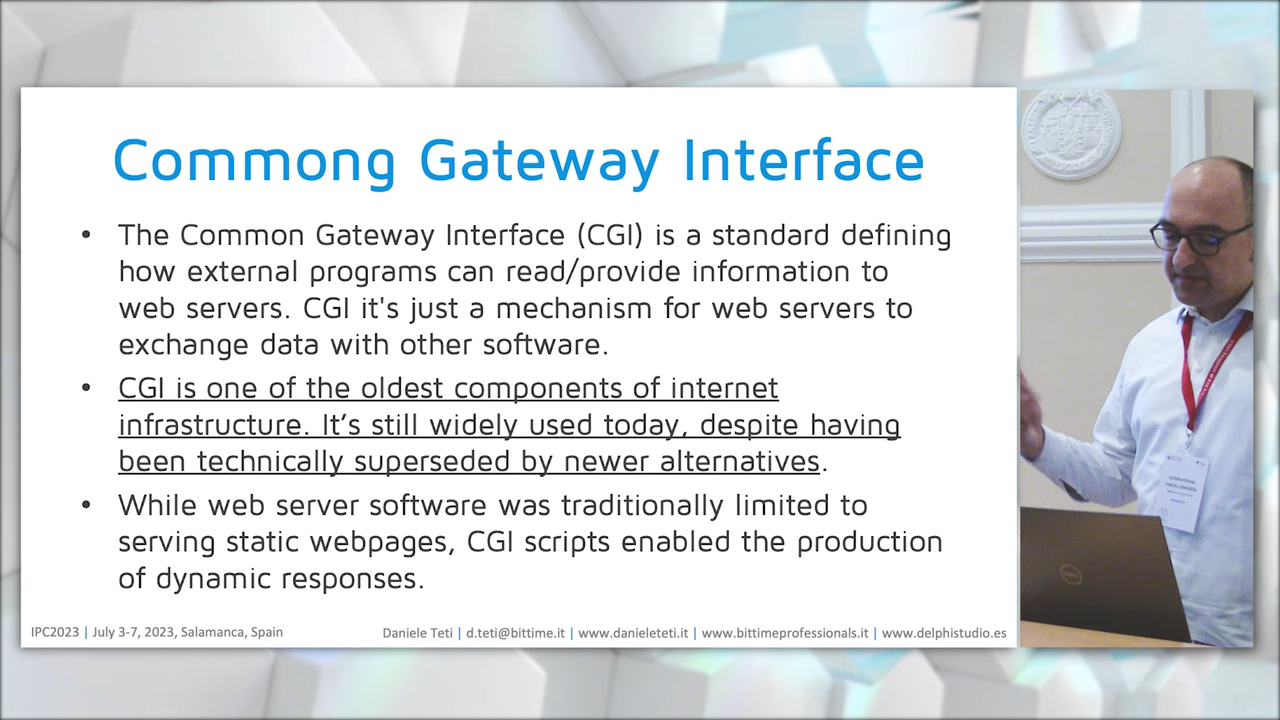 Commong Gateway Interface
• The Common Gateway Interface (CGI) is a standard defining
how external programs can read/provide information to
web servers. CGI it's just a mechanism for web servers to
exchange data with other software.
• CGI is one of the oldest components of internet
infrastructure. It’s still widely used today, despite having
been technically superseded by newer alternatives.
• While web server software was traditionally limited to
serving static webpages, CGI scripts enabled the production
of dynamic responses.
IPC2023 | July 3-7, 2023, Salamanca, Spain
Daniele Teti | d.teti@bittime.it | www.danieleteti.it | www.bittimeprofessionals.it | www.delphistudio.es
INTERNATIONAL
PASCAL CONGRESS
DELL